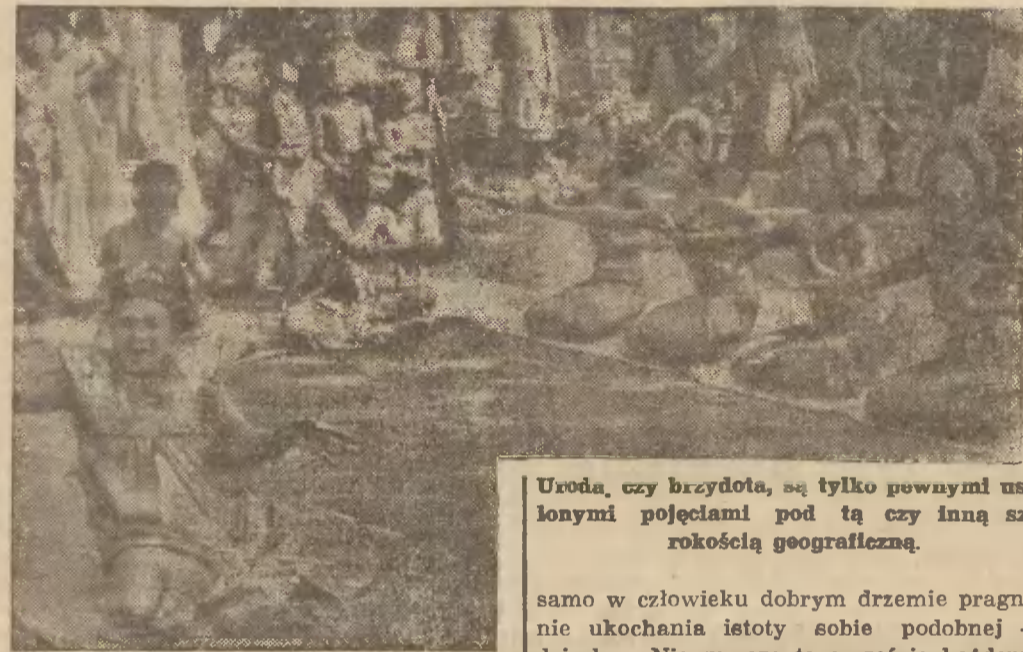 Uroda, czy brzydota, są tylko pewnymi us
lonymi pojęciami pod tą czy inną sz
rokością geograficzną.
samo w człowieku dobrym drzemie pragn
nie ukochania istoty sobie podobnej -